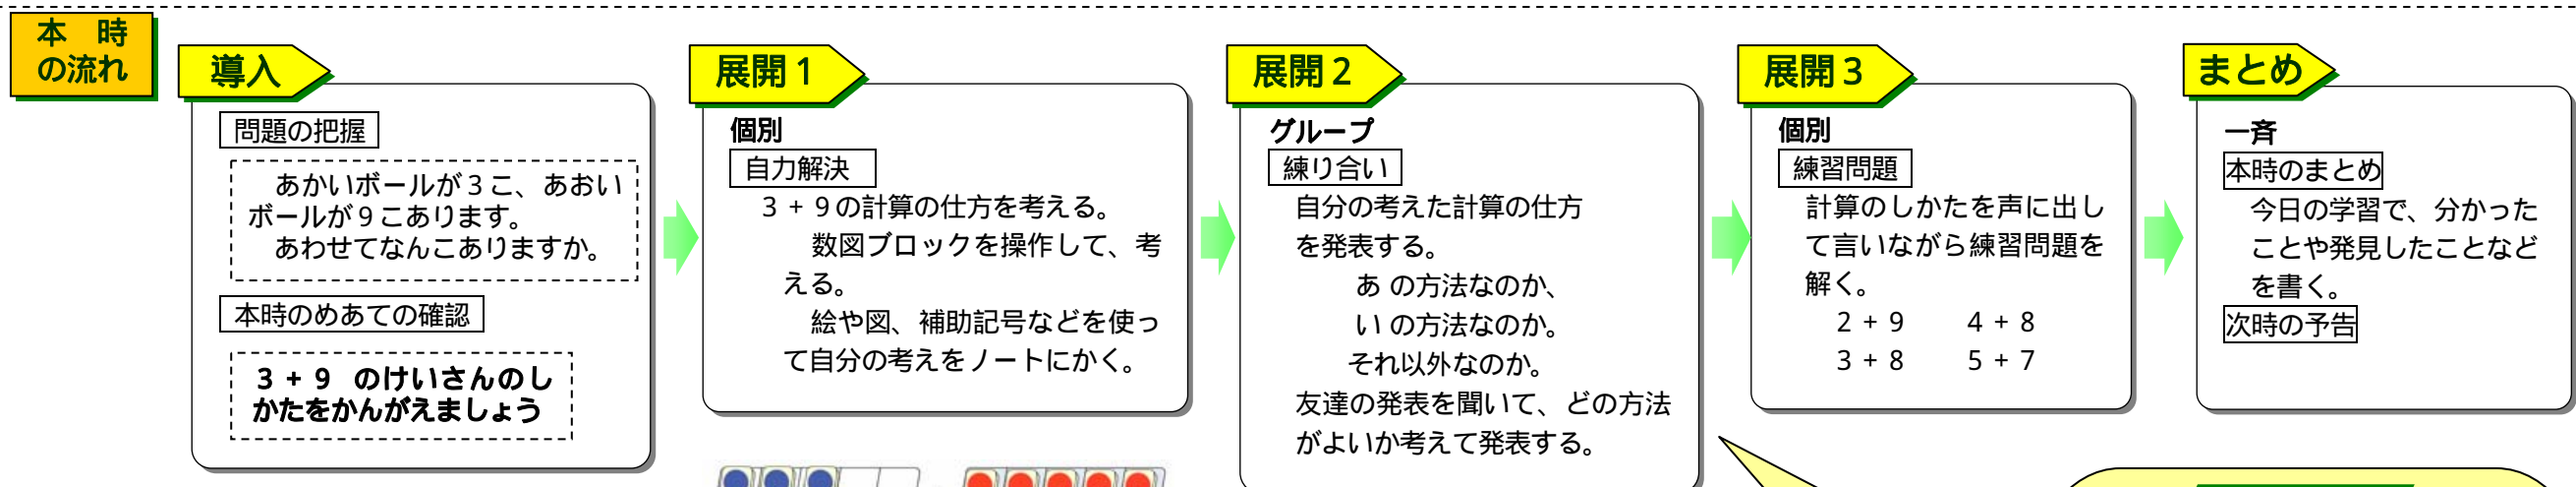 本　時
の流れ
導入
問題の把握
あかいボールが３こ、あおい
ボールが９こあります。
あわせてなんこありますか。
本時のめあての確認
３＋９ のけいさんのし
かたをかんがえましょう
展開１
個別
自力解決
３＋９の計算の仕方を考える。
数図ブロックを操作して、考
える。
絵や図、補助記号などを使っ
て自分の考えをノートにかく。
展開２
グループ
練り合い
自分の考えた計算の仕方
を発表する。
あ の方法なのか、
い の方法なのか。
それ以外なのか。
友達の発表を聞いて、どの方法
がよいか考えて発表する。
展開３
個別
練習問題
計算のしかたを声に出し
て言いながら練習問題を
解く。
２＋９　　４＋８
３＋８　　５＋７
まとめ
一斉
本時のまとめ
今日の学習で、分かった
ことや発見したことなど
を書く。
次時の予告